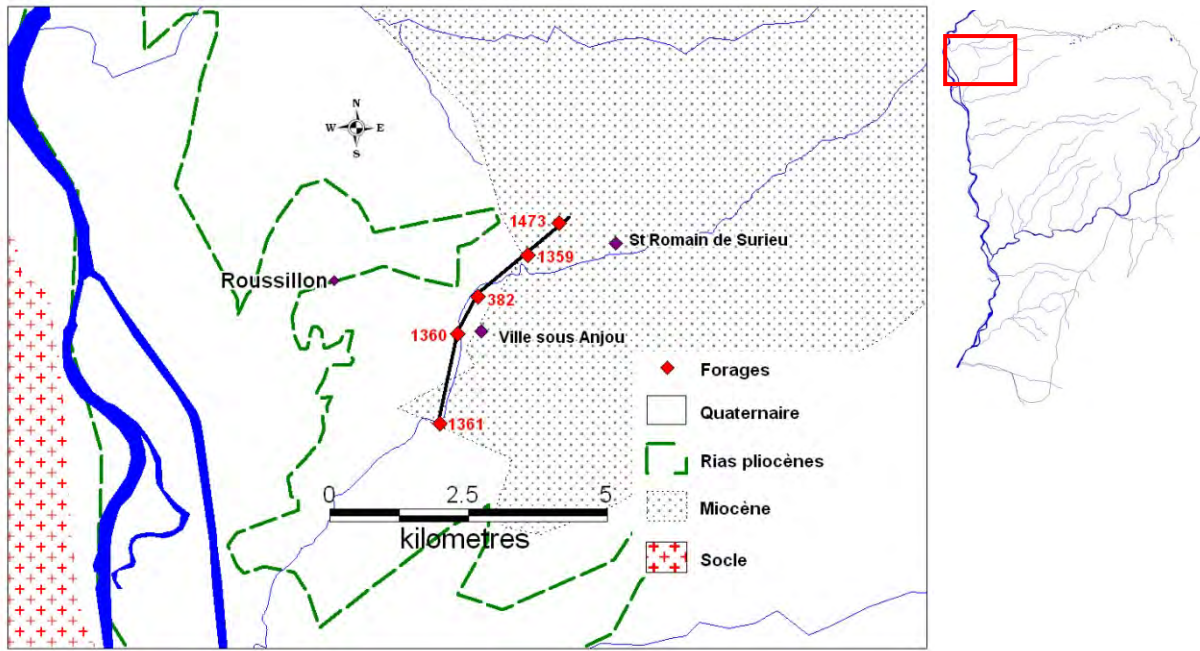 N
W E
S
1473
St Romain de Surieu
1359
Roussillon
382
1360
Ville sous Anjou
1361
Forages
Quaternaire
Rias pliocènes
Miocène
Socle
0 2.5 5
kilometres